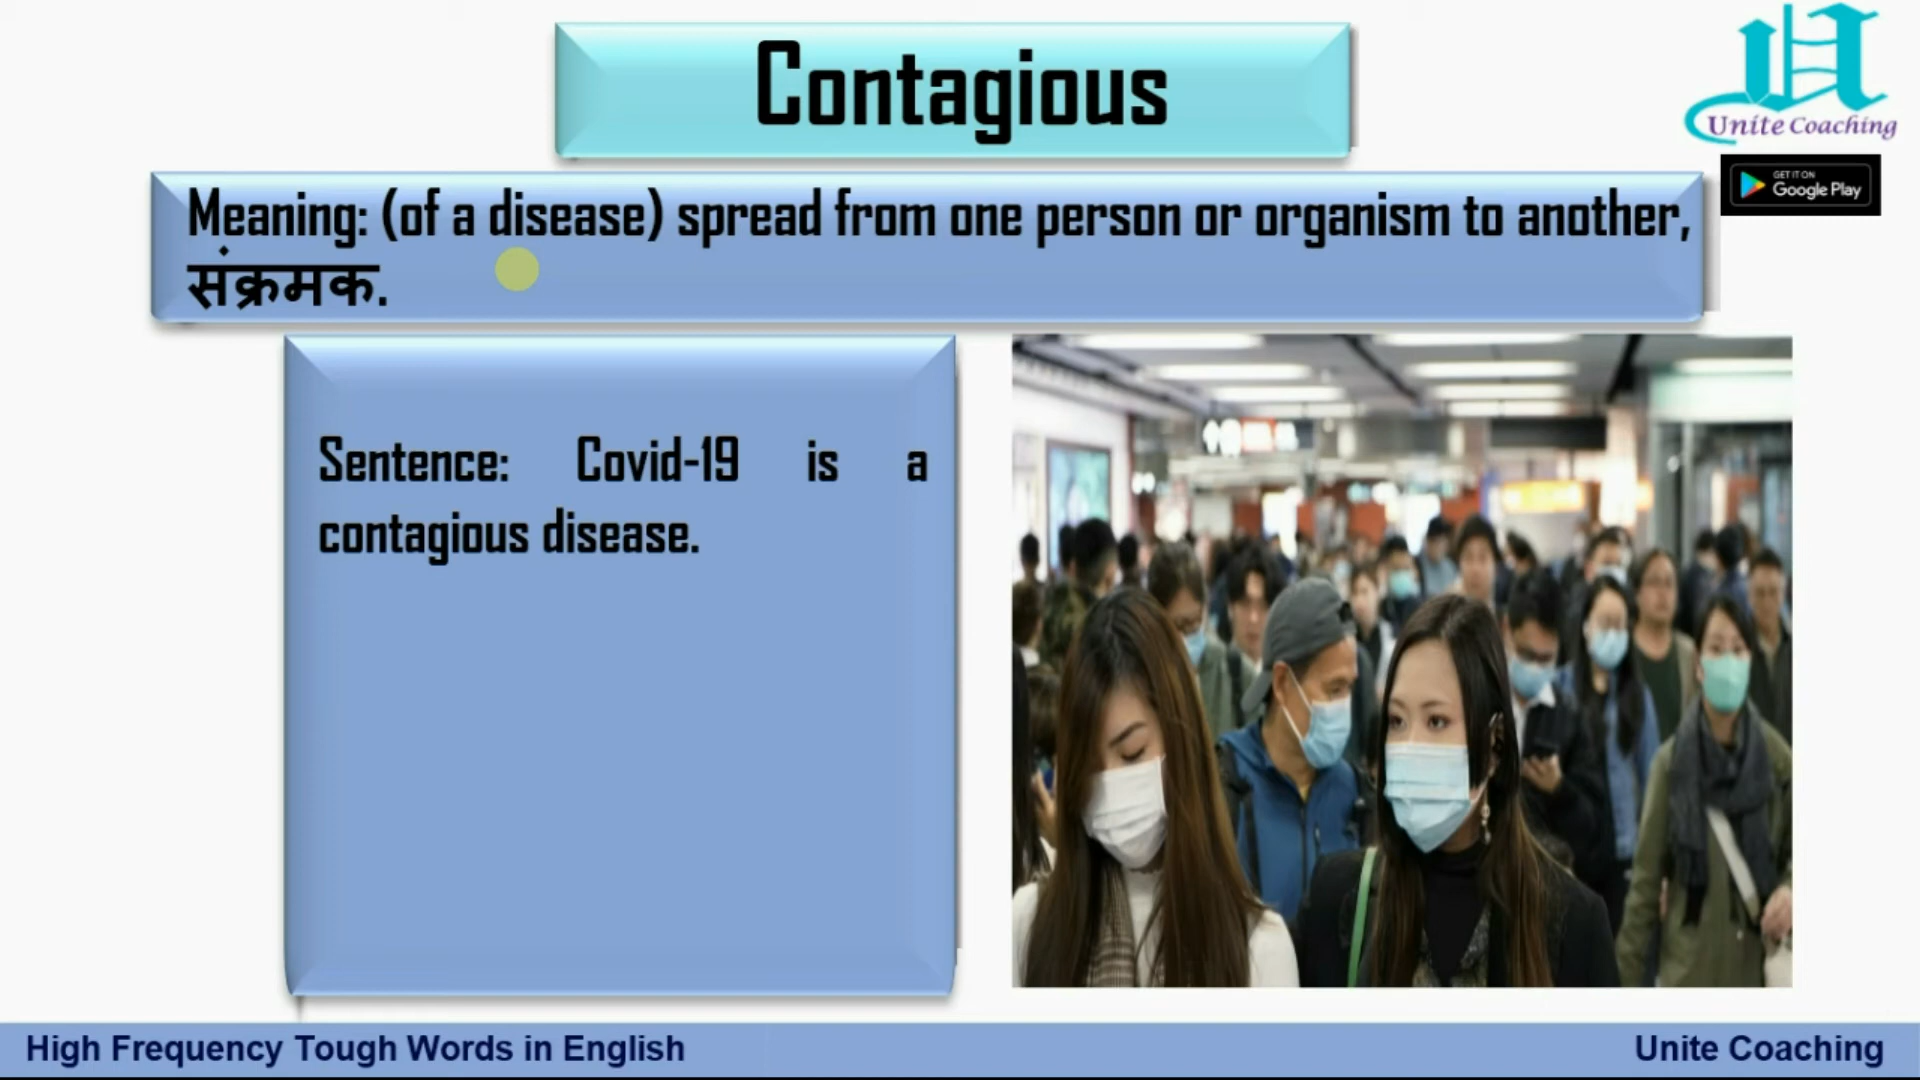 Contagious
Unite Coaching
GET IT ON
Google Play
Meaning: (of a disease) spread from one person or organism to another,
संक्रमक.
Sentence: Covid-19 is a
contagious disease.
High Frequency Tough Words in English
Unite Coaching